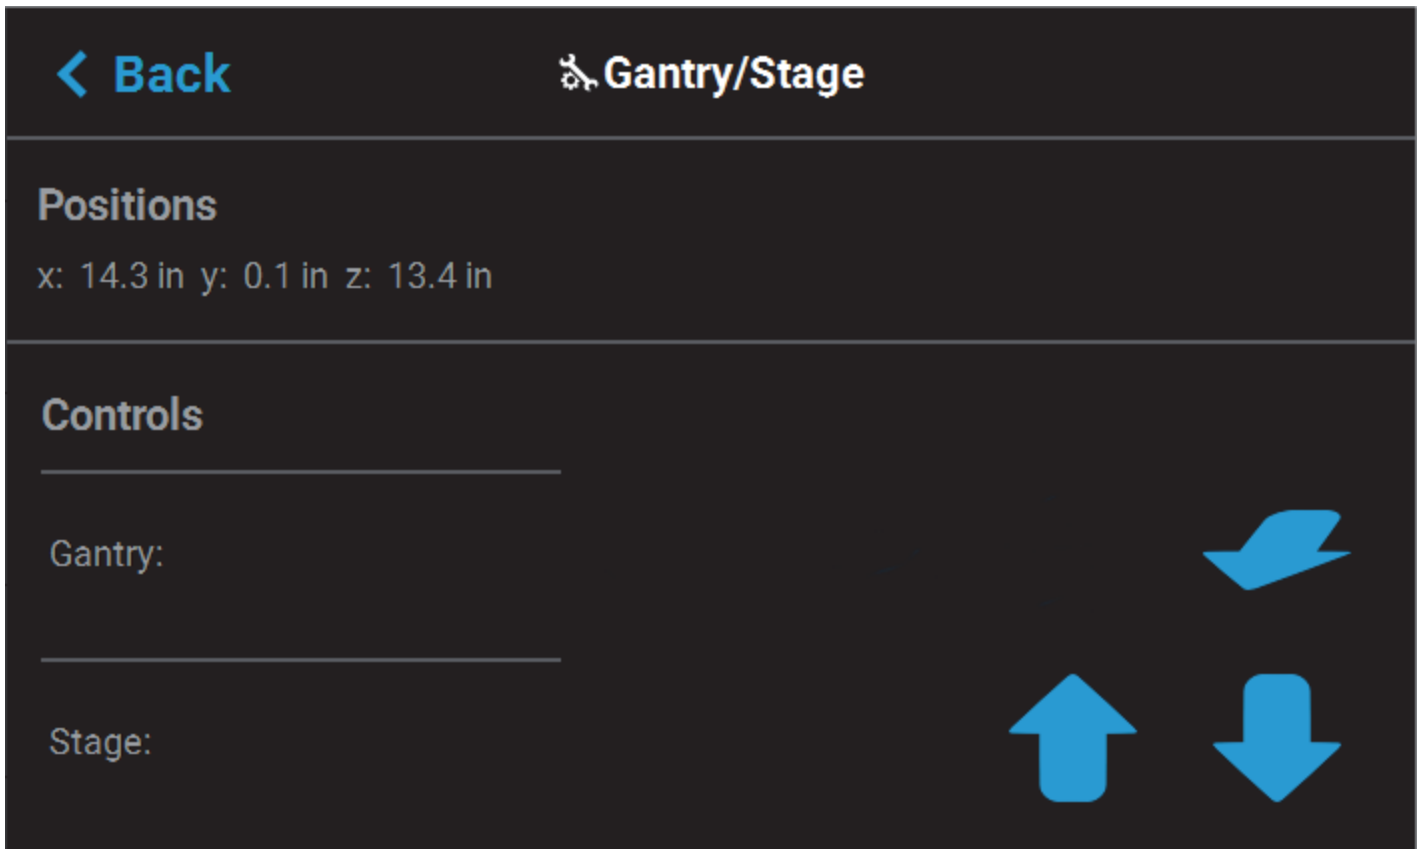 Back
Gantry/Stage
Positions
x: 14.3 in y: 0.1 in z: 13.4 in
Controls
Gantry:
Stage: